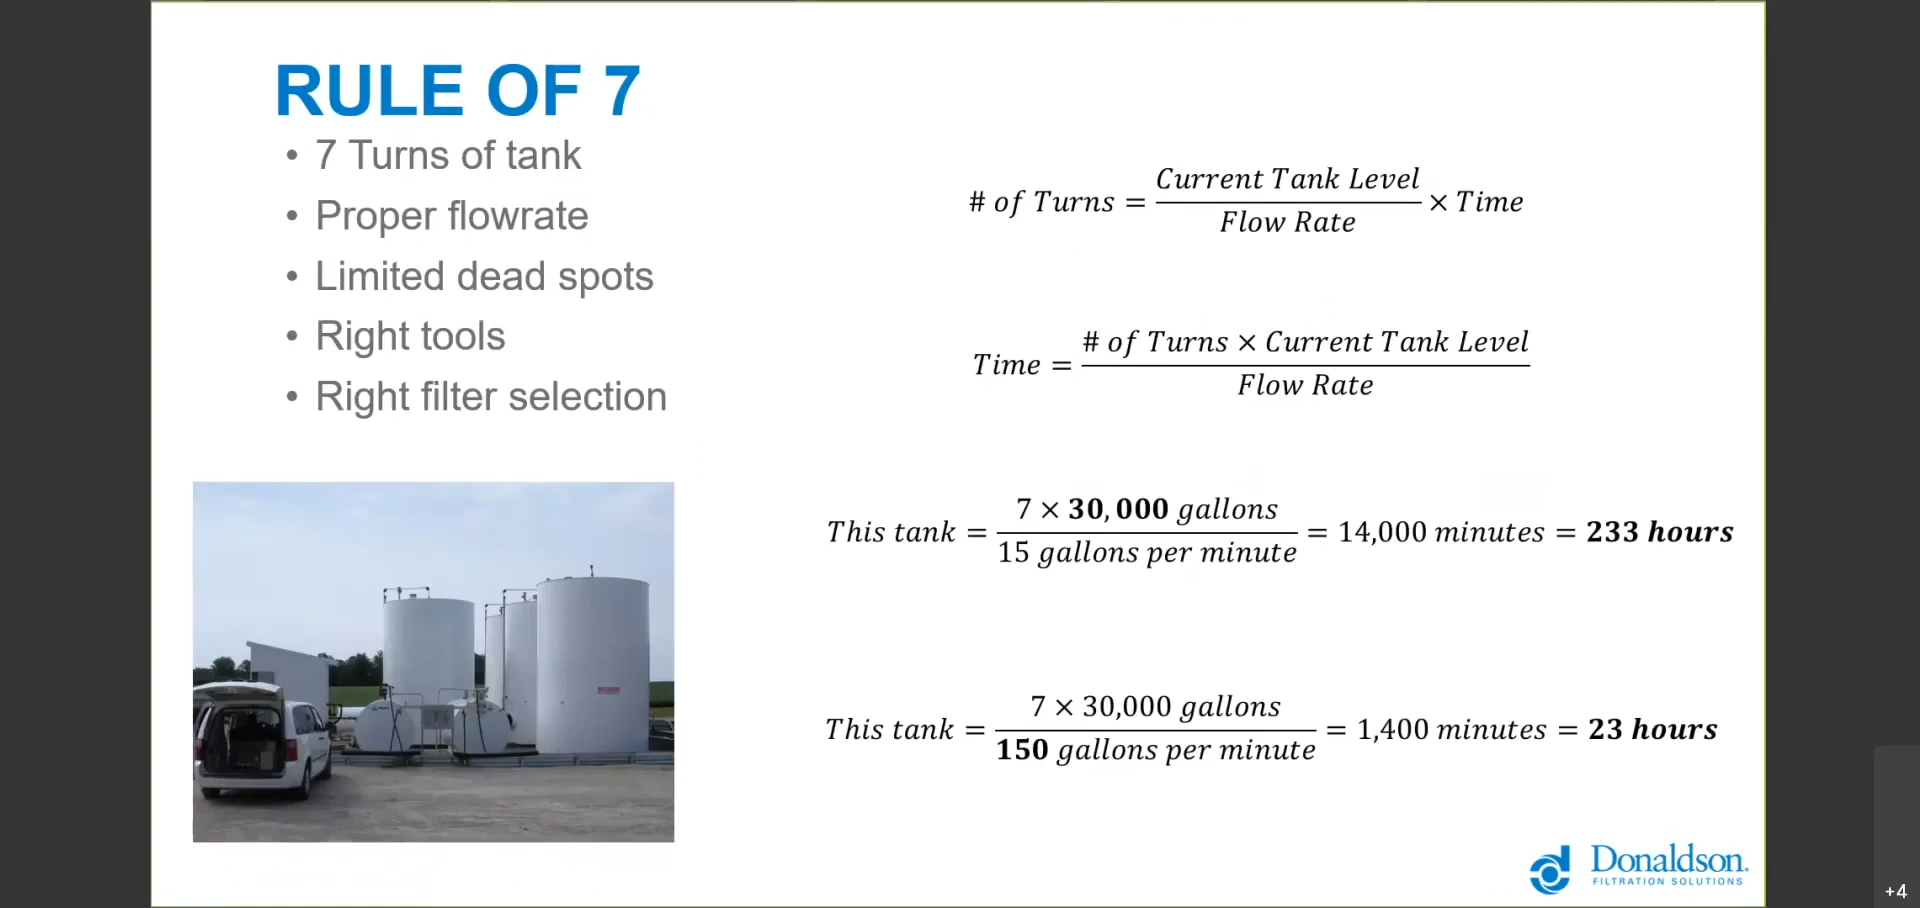 RULE OF 7
• 7 Turns of tank
• Proper flowrate
• Limited dead spots
• Right tools
• Right filter selection
# of Turns = Current Tank Level / Flow Rate × Time
Time = # of Turns × Current Tank Level / Flow Rate
This tank = 7 × 30,000 gallons / 15 gallons per minute = 14,000 minutes = 233 hours
This tank = 7 × 30,000 gallons / 150 gallons per minute = 1,400 minutes = 23 hours
Donaldson.
FILTRATION SOLUTIONS
+4